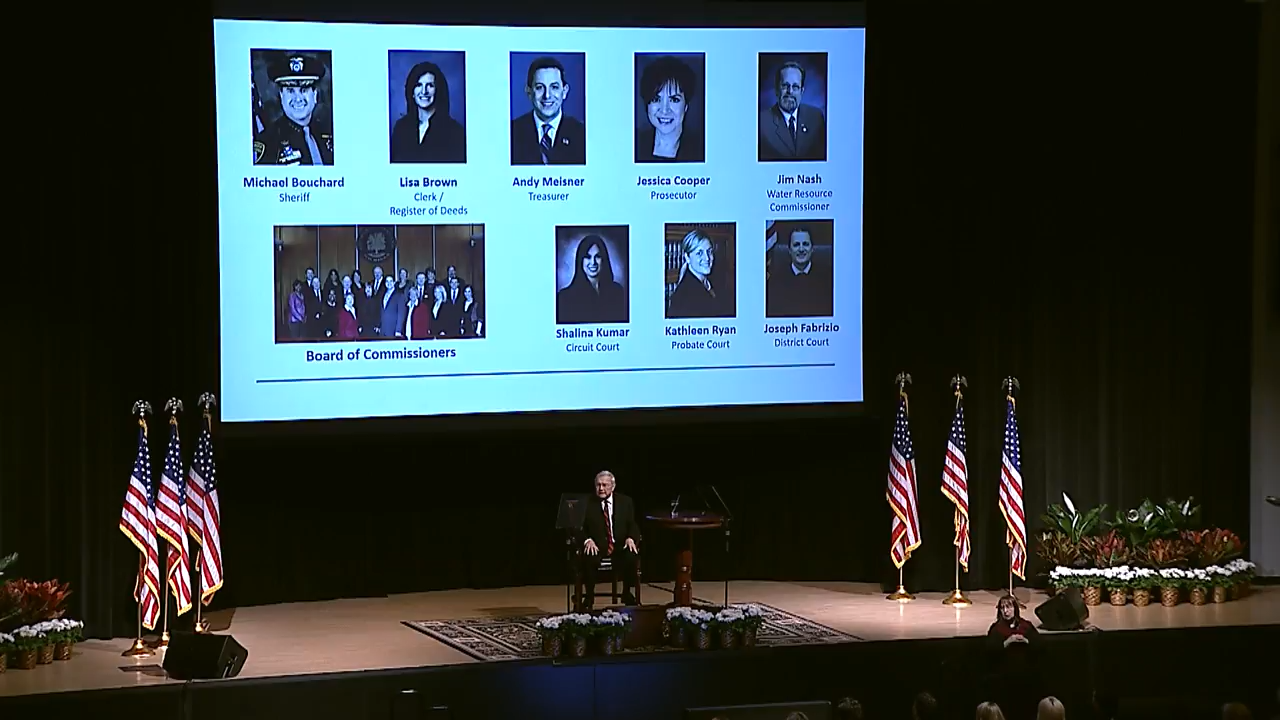 Michael Bouchard
Sheriff
Lisa Brown
Clerk /
Register of Deeds
Andy Meisner
Treasurer
Jessica Cooper
Prosecutor
Jim Nash
Water Resource
Commissioner
Board of Commissioners
Shalina Kumar
Circuit Court
Kathleen Ryan
Probate Court
Joseph Fabrizio
District Court